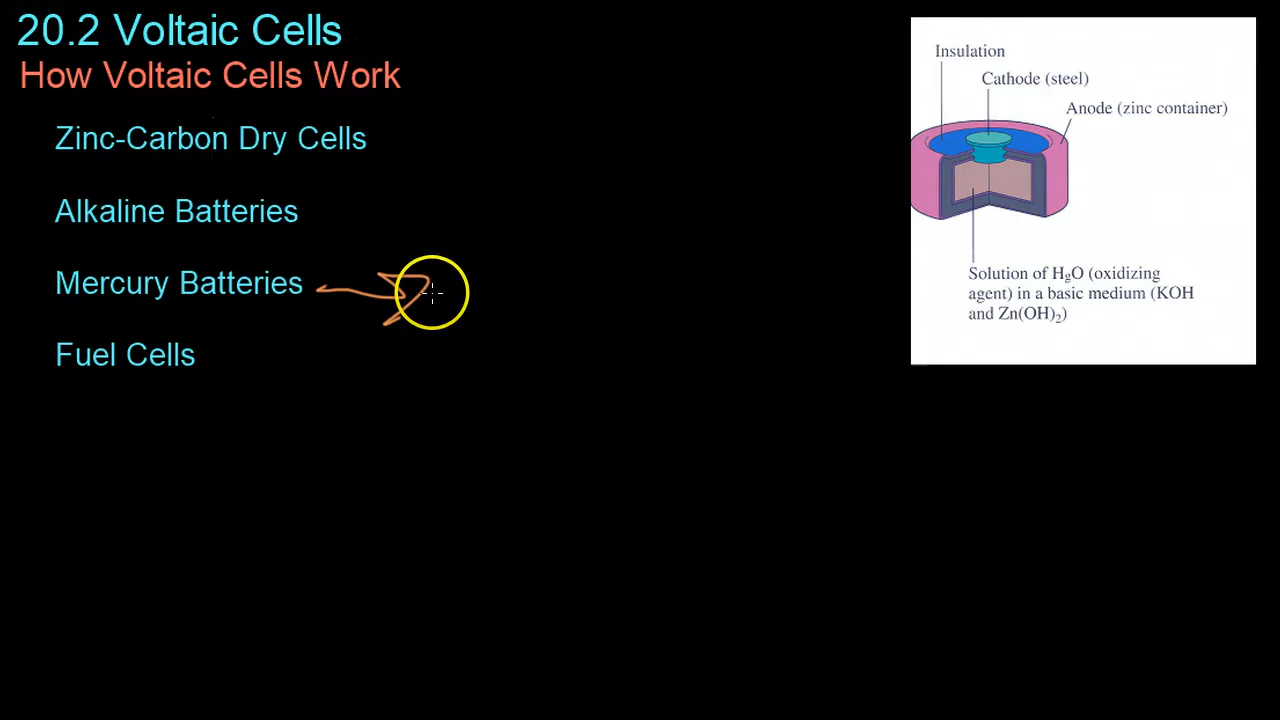 20.2 Voltaic Cells
How Voltaic Cells Work
Zinc-Carbon Dry Cells
Alkaline Batteries
Mercury Batteries
Fuel Cells
Insulation
Cathode (steel)
Anode (zinc container)
Solution of HgO (oxidizing
agent) in a basic medium (KOH
and Zn(OH)₂)